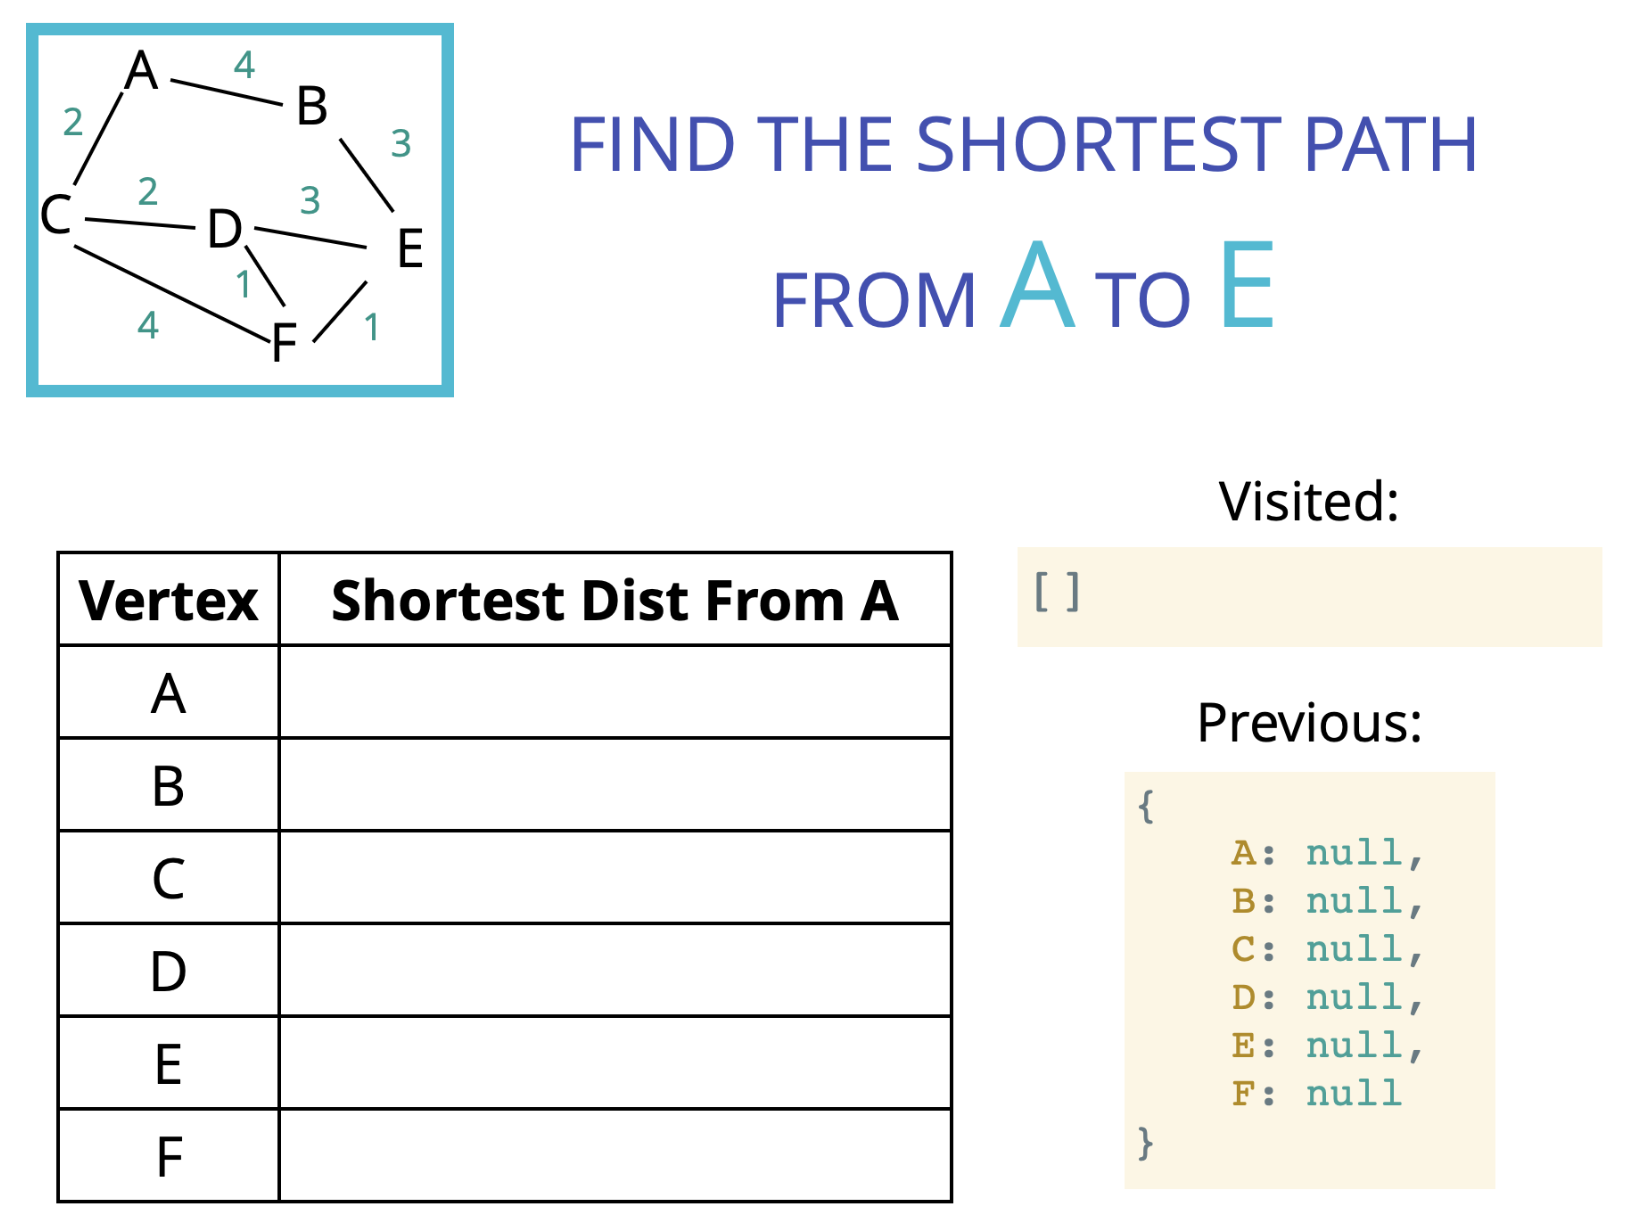 A
4
B
2
3
C
2
D
3
E
1
4
F
1
FIND THE SHORTEST PATH
FROM A TO E
Visited:
[ ]
Vertex Shortest Dist From A
A
B
C
D
E
F
Previous:
{
A: null,
B: null,
C: null,
D: null,
E: null,
F: null
}